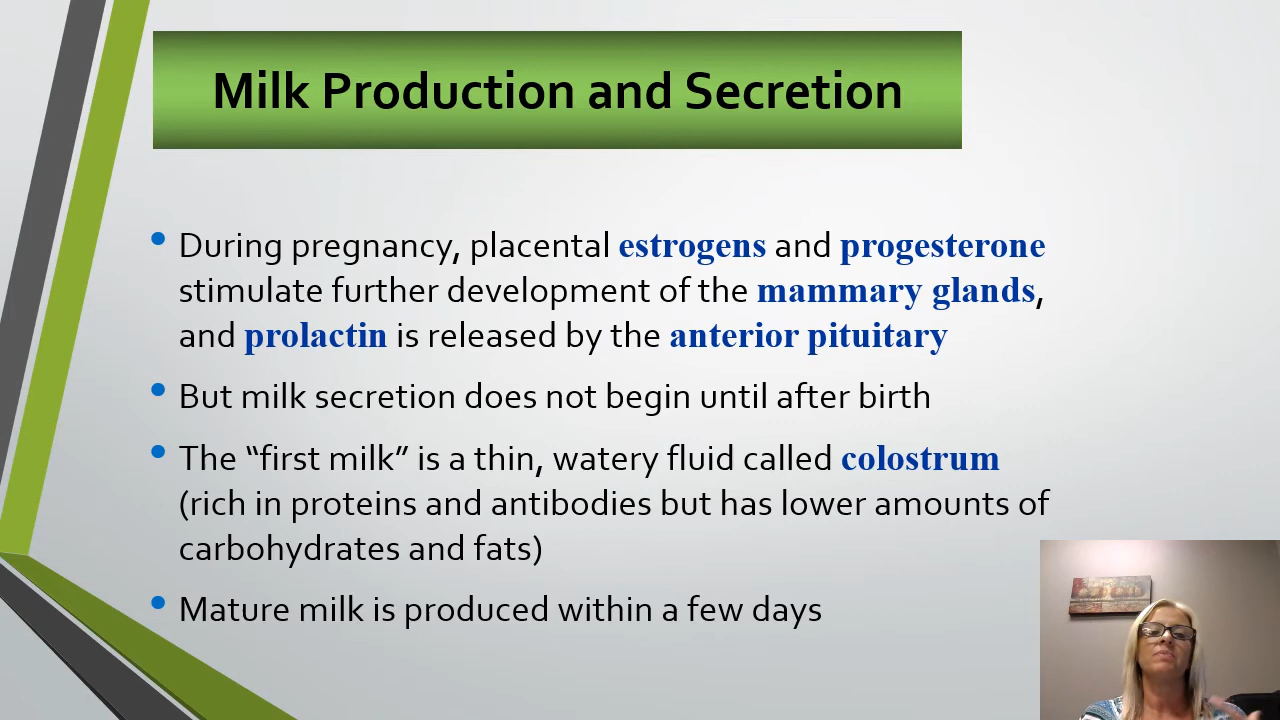 Milk Production and Secretion
• During pregnancy, placental estrogens and progesterone
stimulate further development of the mammary glands,
and prolactin is released by the anterior pituitary
• But milk secretion does not begin until after birth
• The “first milk” is a thin, watery fluid called colostrum
(rich in proteins and antibodies but has lower amounts of
carbohydrates and fats)
• Mature milk is produced within a few days